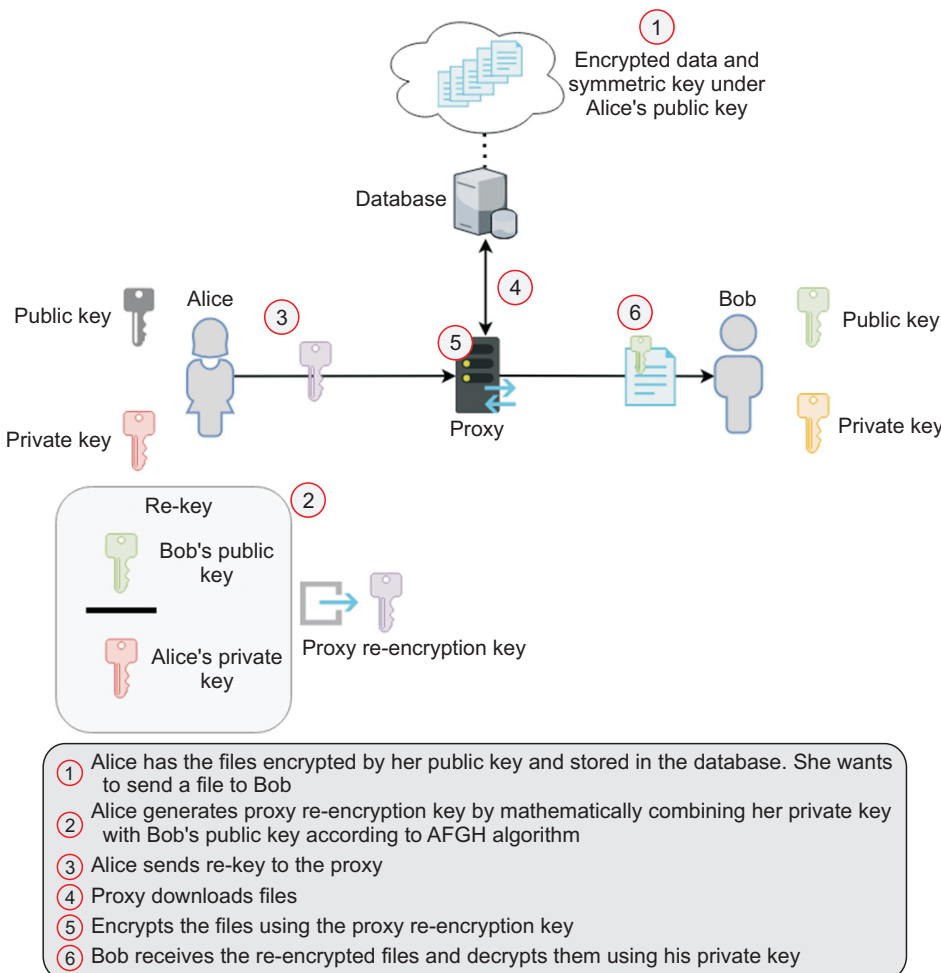 1
Encrypted data and
symmetric key under
Alice's public key
Database
4
Public key
Alice
3
5
6
Bob
Public key
Private key
Proxy
Private key
Re-key
2
Bob's public
key
Alice's private
key
Proxy re-encryption key
1 Alice has the files encrypted by her public key and stored in the database. She wants
to send a file to Bob
2 Alice generates proxy re-encryption key by mathematically combining her private key
with Bob's public key according to AFGH algorithm
3 Alice sends re-key to the proxy
4 Proxy downloads files
5 Encrypts the files using the proxy re-encryption key
6 Bob receives the re-encrypted files and decrypts them using his private key